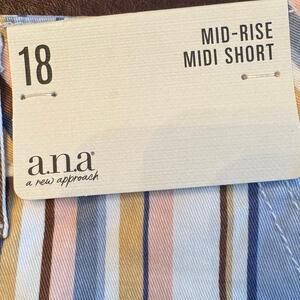 18
MID-RISE
MIDI SHORT
a.n.a®
a new approach